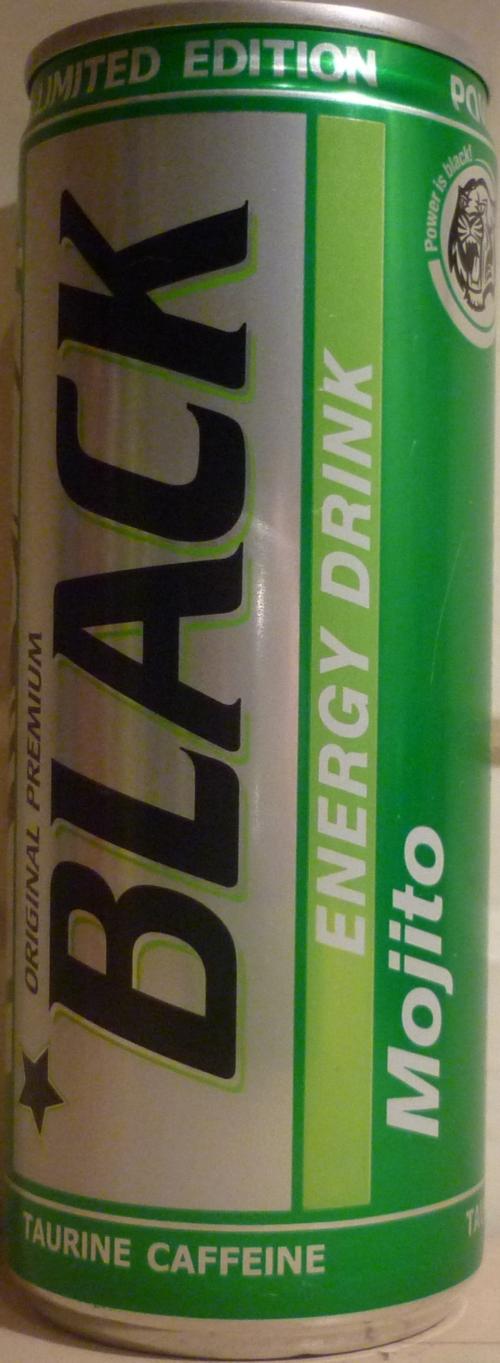 LIMITED EDITION
Power is black!
ORIGINAL PREMIUM
BLACK
ENERGY DRINK
Mojito
TAURINE CAFFEINE